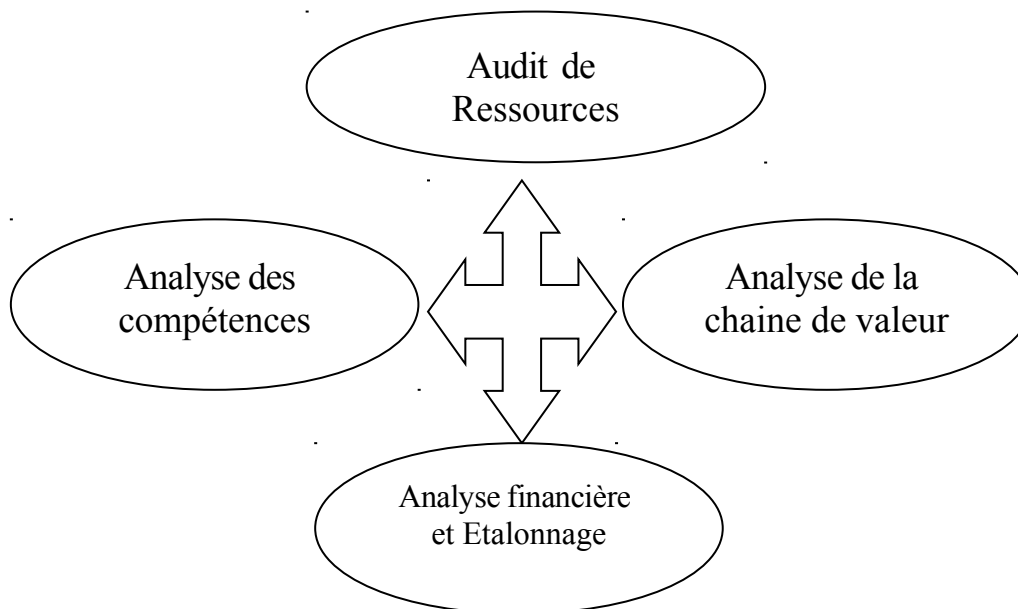 Audit de
Ressources
Analyse des
compétences
Analyse de la
chaine de valeur
Analyse financière
et Etalonnage